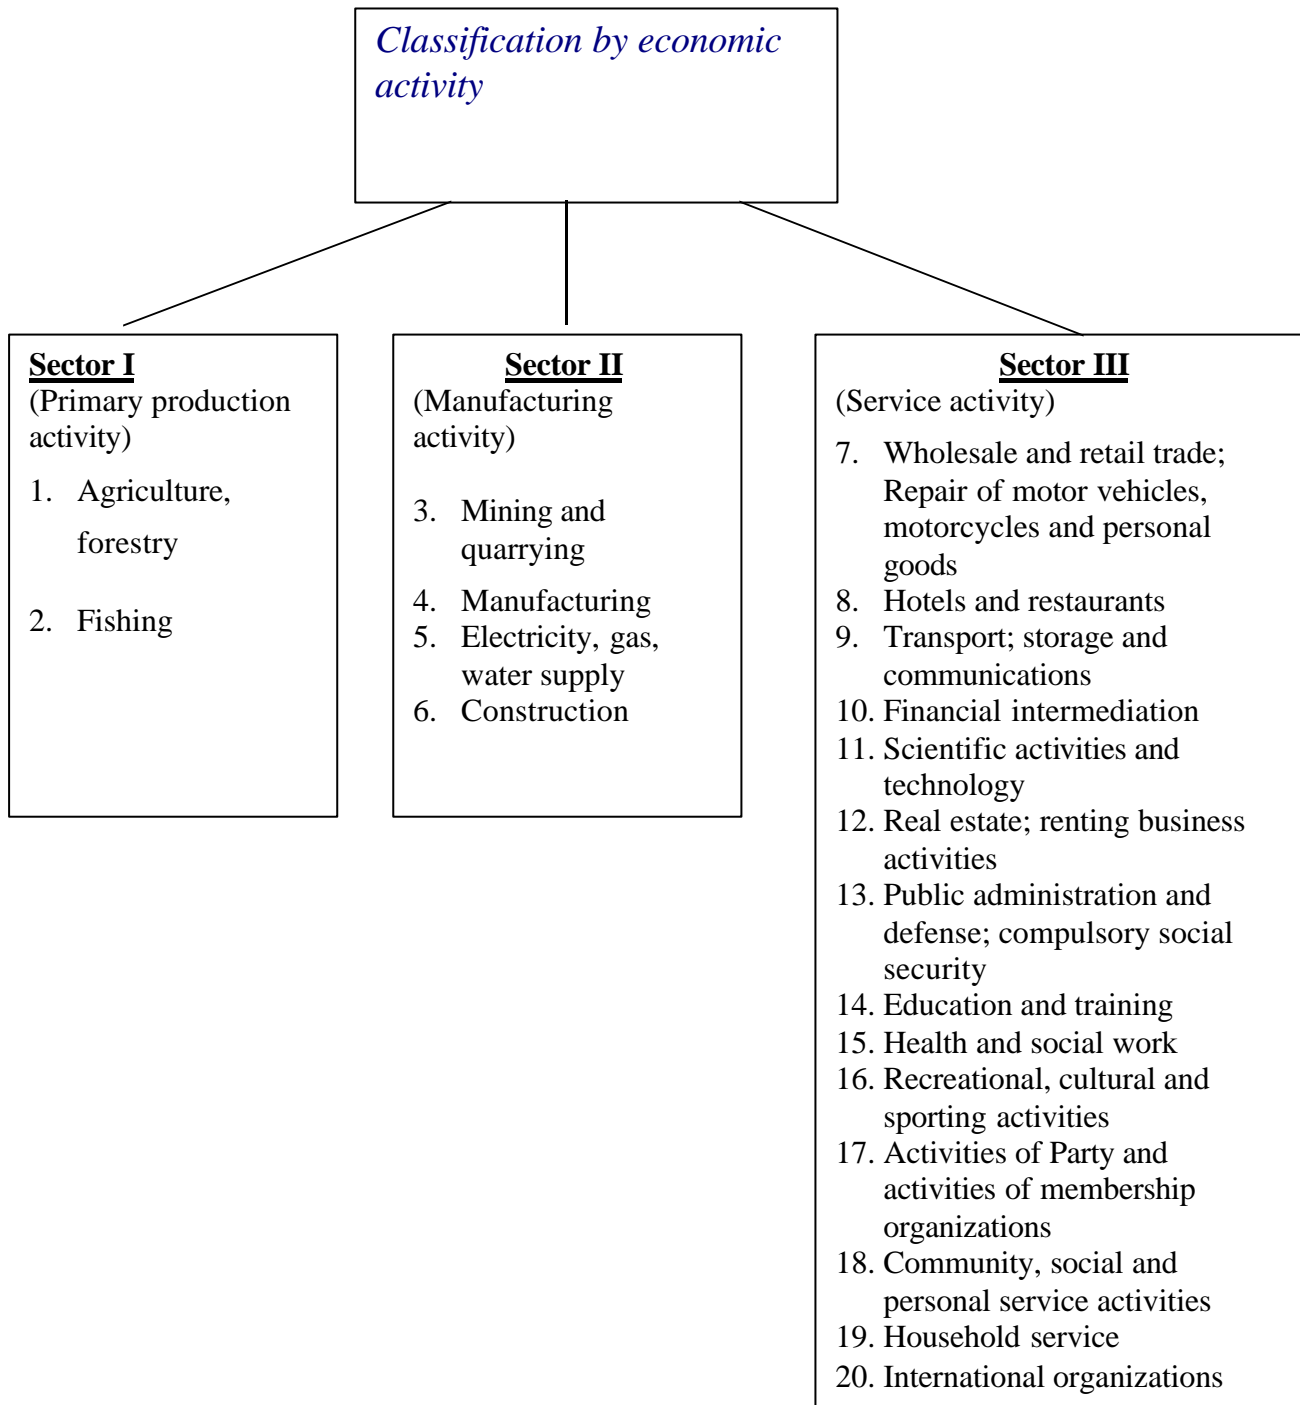 Classification by economic
activity
Sector I
(Primary production
activity)
1. Agriculture,
forestry
2. Fishing
Sector II
(Manufacturing
activity)
3. Mining and
quarrying
4. Manufacturing
5. Electricity, gas,
water supply
6. Construction
Sector III
(Service activity)
7. Wholesale and retail trade;
Repair of motor vehicles,
motorcycles and personal
goods
8. Hotels and restaurants
9. Transport; storage and
communications
10. Financial intermediation
11. Scientific activities and
technology
12. Real estate; renting business
activities
13. Public administration and
defense; compulsory social
security
14. Education and training
15. Health and social work
16. Recreational, cultural and
sporting activities
17. Activities of Party and
activities of membership
organizations
18. Community, social and
personal service activities
19. Household service
20. International organizations